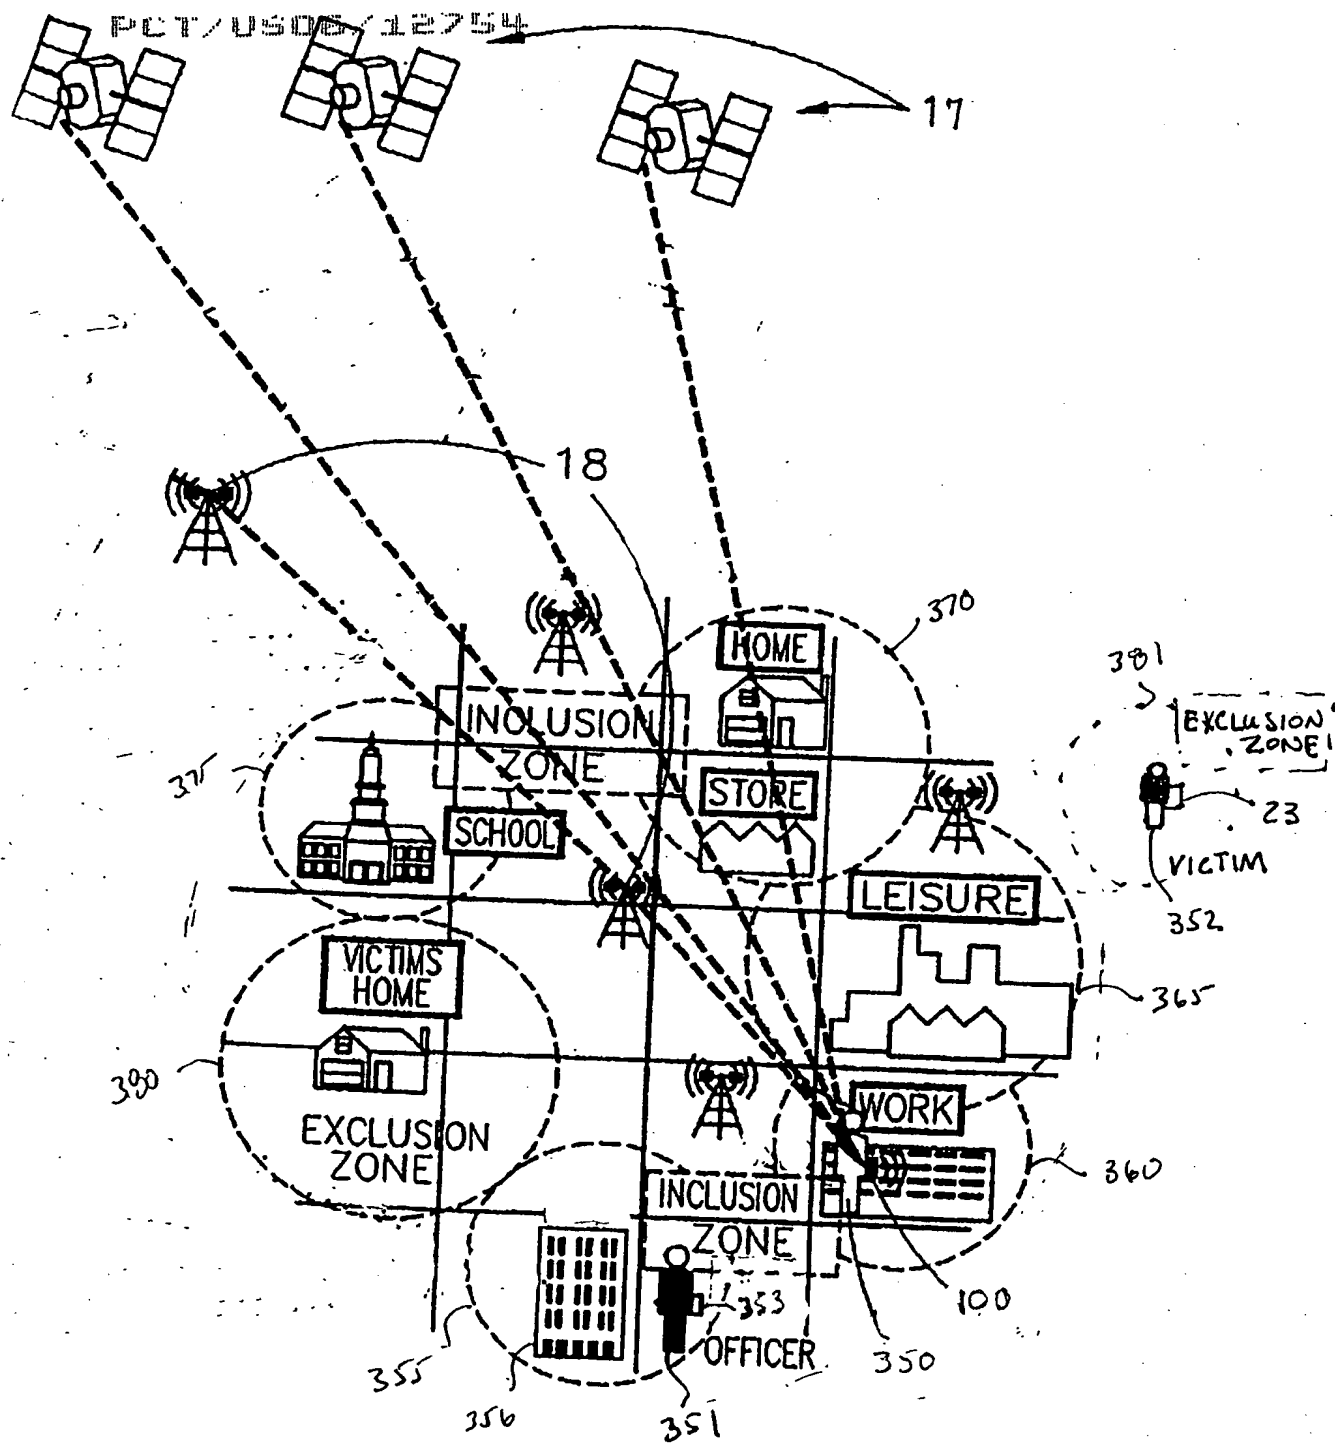 PCT/US06/12754
17
18
370
HOME
381
EXCLUSION
ZONE
INCLUSION
ZONE
375
STORE
23
SCHOOL
VICTIM
LEISURE
352
VICTIMS
HOME
365
380
WORK
EXCLUSION
ZONE
360
INCLUSION
ZONE
353
100
OFFICER
350
355
356
351